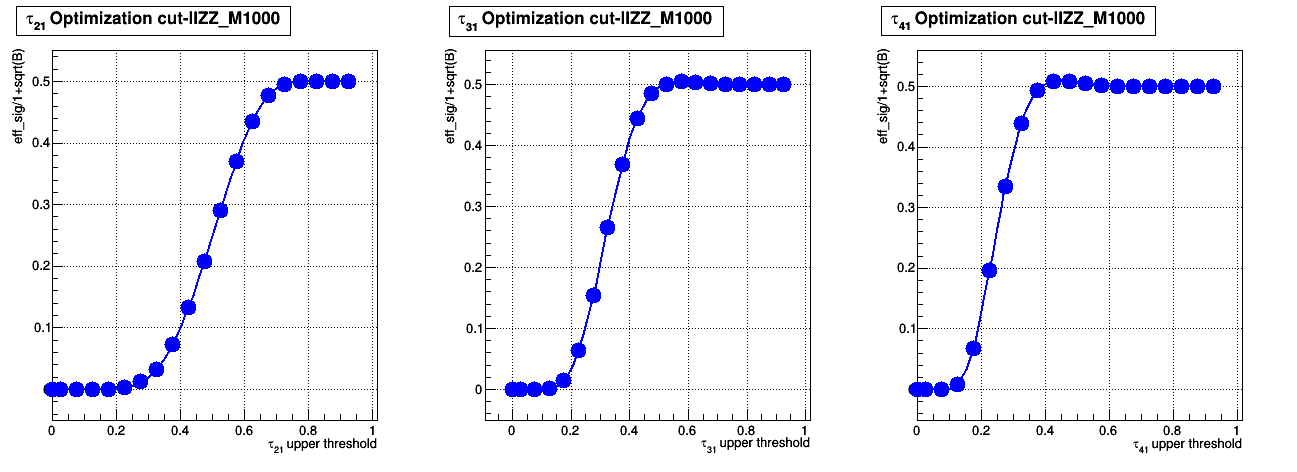 τ21 Optimization cut-llZZ_M1000
eff_sig/1+sqrt(B)
0.5
0.4
0.3
0.2
0.1
0
0 0.2 0.4 0.6 0.8 1
τ21 upper threshold
τ31 Optimization cut-llZZ_M1000
eff_sig/1+sqrt(B)
0.5
0.4
0.3
0.2
0.1
0
0 0.2 0.4 0.6 0.8 1
τ31 upper threshold
τ41 Optimization cut-llZZ_M1000
eff_sig/1+sqrt(B)
0.5
0.4
0.3
0.2
0.1
0
0 0.2 0.4 0.6 0.8 1
τ41 upper threshold